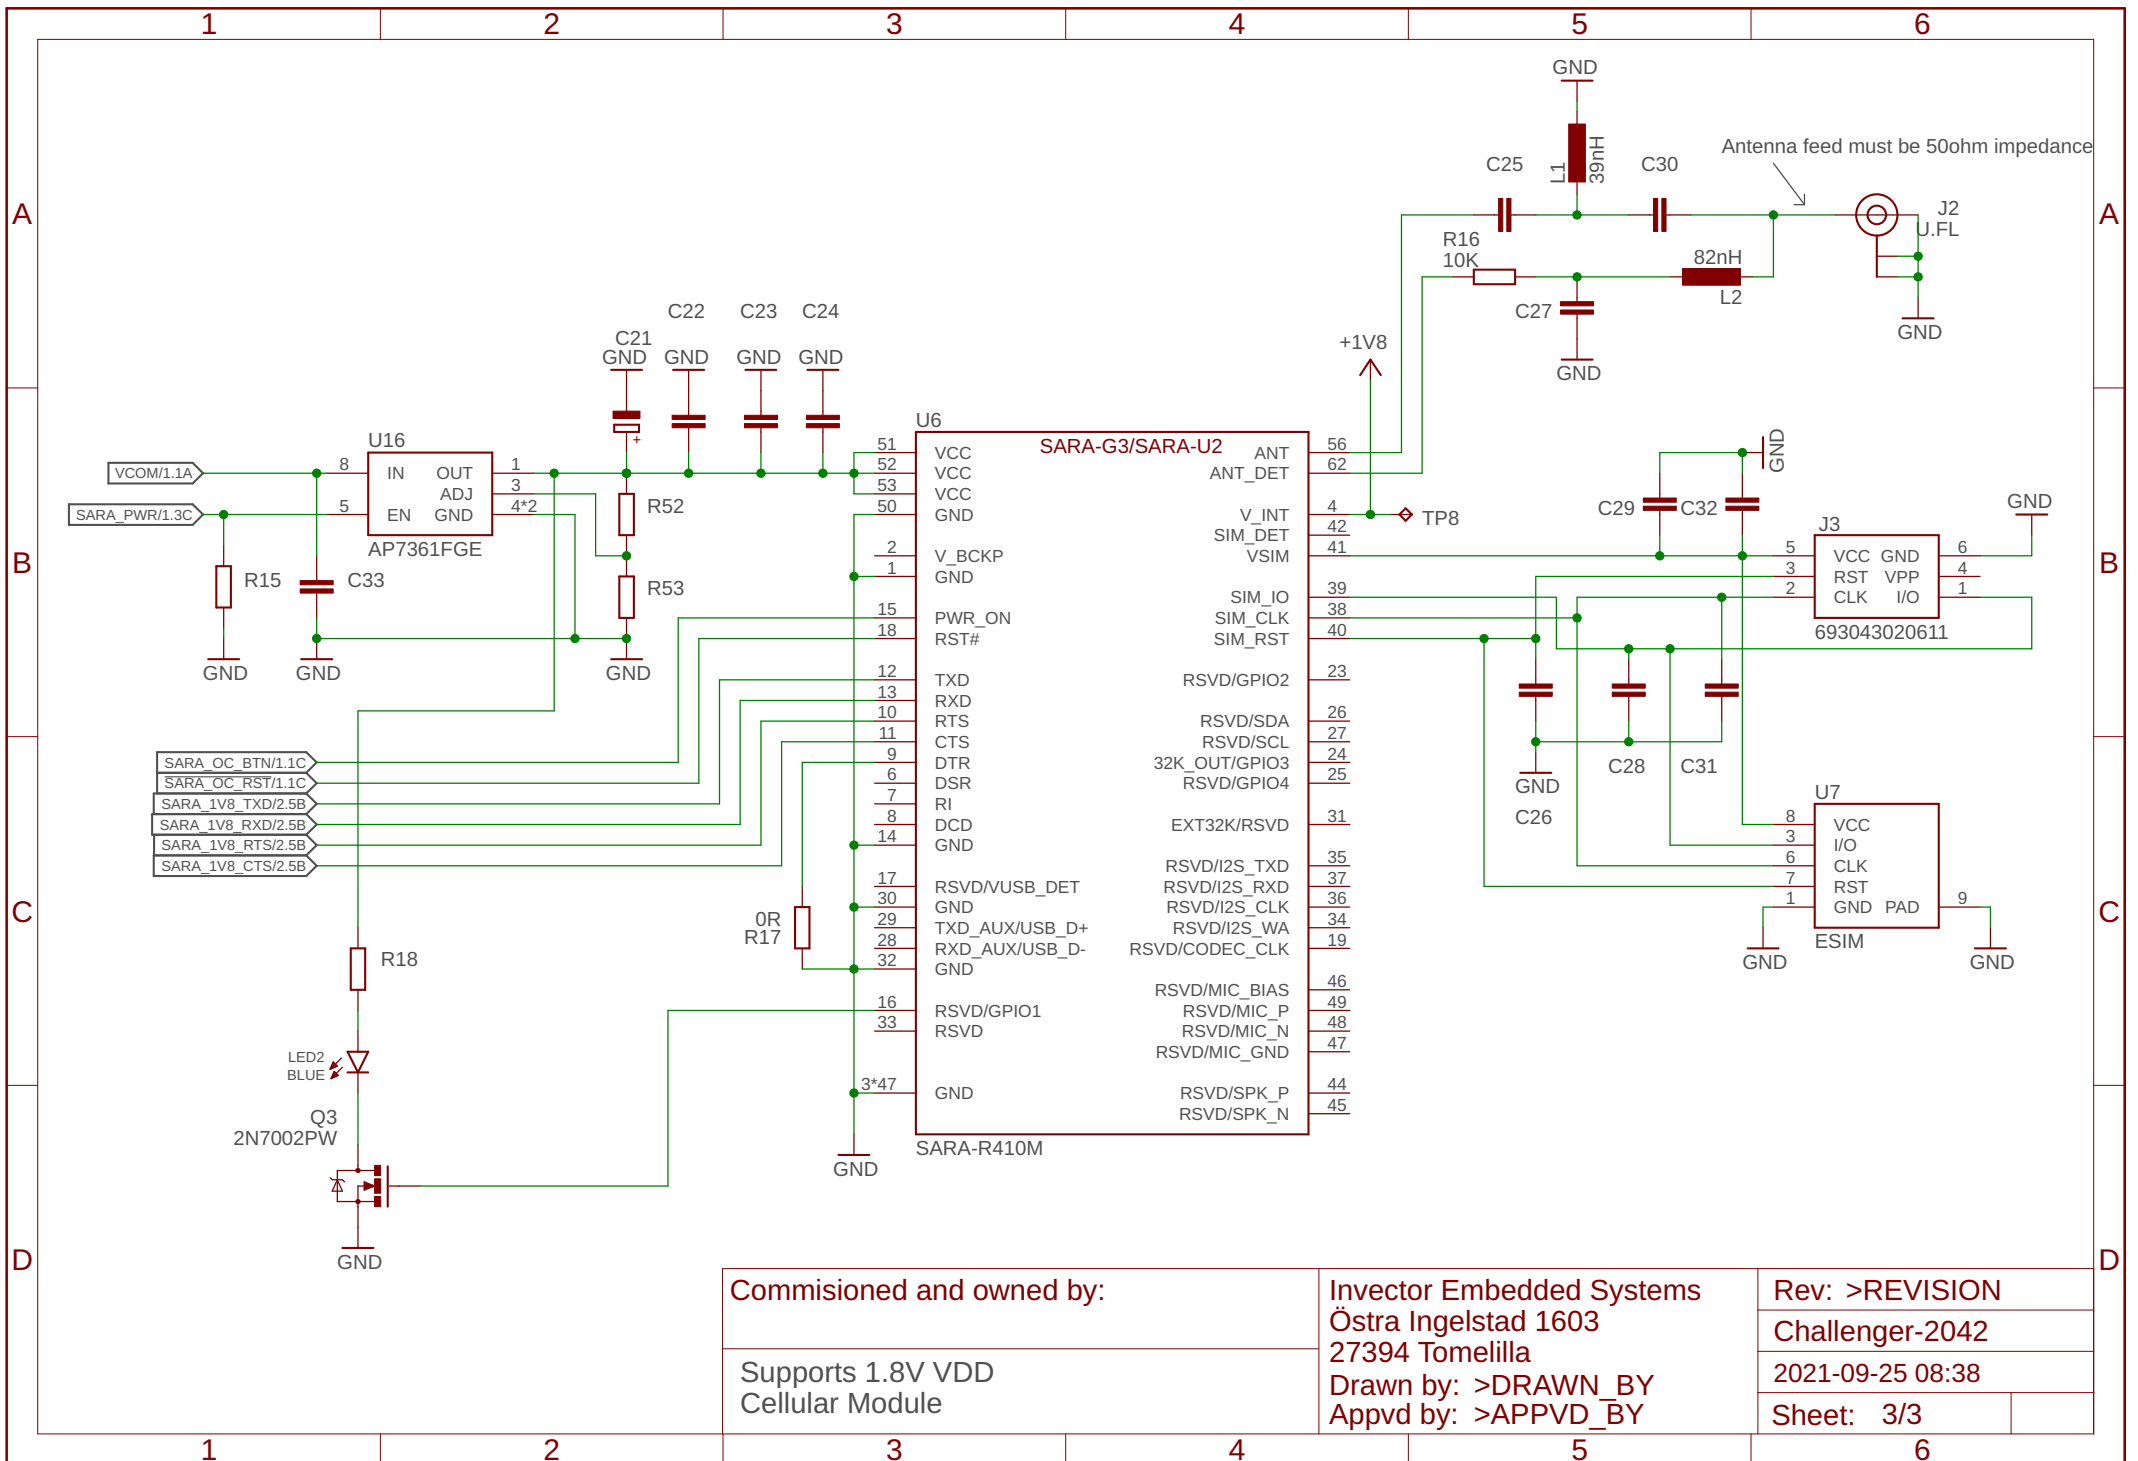 1 2 3 4 5 6
A A
B B
C C
D D
GND
L1
39nH
C25
C30
Antenna feed must be 50ohm impedance
J2
U.FL
R16
10K
82nH
L2
C27
GND
GND
+1V8
C21
GND
C22
GND
C23
GND
C24
GND
U16
VCOM/1.1A
SARA_PWR/1.3C
8 IN OUT 1
ADJ 3
5 EN GND 4*2
AP7361FGE
R52
R53
R15
C33
GND
GND
GND
SARA_OC_BTN/1.1C
SARA_OC_RST/1.1C
SARA_1V8_TXD/2.5B
SARA_1V8_RXD/2.5B
SARA_1V8_RTS/2.5B
SARA_1V8_CTS/2.5B
R18
LED2
BLUE
Q3
2N7002PW
GND
0R
R17
GND
U6
SARA-G3/SARA-U2
51 VCC
52 VCC
53 VCC
50 GND
2 V_BCKP
1 GND
15 PWR_ON
18 RST#
12 TXD
13 RXD
10 RTS
11 CTS
9 DTR
6 DSR
7 RI
8 DCD
14 GND
17 RSVD/VUSB_DET
30 GND
29 TXD_AUX/USB_D+
28 RXD_AUX/USB_D-
32 GND
16 RSVD/GPIO1
33 RSVD
3*47 GND
ANT 56
ANT_DET 62
V_INT 4
SIM_DET 42
VSIM 41
SIM_IO 39
SIM_CLK 38
SIM_RST 40
RSVD/GPIO2 23
RSVD/SDA 26
RSVD/SCL 27
32K_OUT/GPIO3 24
RSVD/GPIO4 25
EXT32K/RSVD 31
RSVD/I2S_TXD 35
RSVD/I2S_RXD 37
RSVD/I2S_CLK 36
RSVD/I2S_WA 34
RSVD/CODEC_CLK 19
RSVD/MIC_BIAS 46
RSVD/MIC_P 49
RSVD/MIC_N 48
RSVD/MIC_GND 47
RSVD/SPK_P 44
RSVD/SPK_N 45
SARA-R410M
TP8
GND
C29
C32
J3
GND
5 VCC GND 6
3 RST VPP 4
2 CLK I/O 1
693043020611
C28
C31
GND
C26
U7
8 VCC
3 I/O
6 CLK
7 RST
1 GND PAD 9
ESIM
GND
GND
Commisioned and owned by:
Supports 1.8V VDD
Cellular Module
Invector Embedded Systems
Östra Ingelstad 1603
27394 Tomelilla
Drawn by: >DRAWN_BY
Appvd by: >APPVD_BY
Rev: >REVISION
Challenger-2042
2021-09-25 08:38
Sheet: 3/3
1 2 3 4 5 6